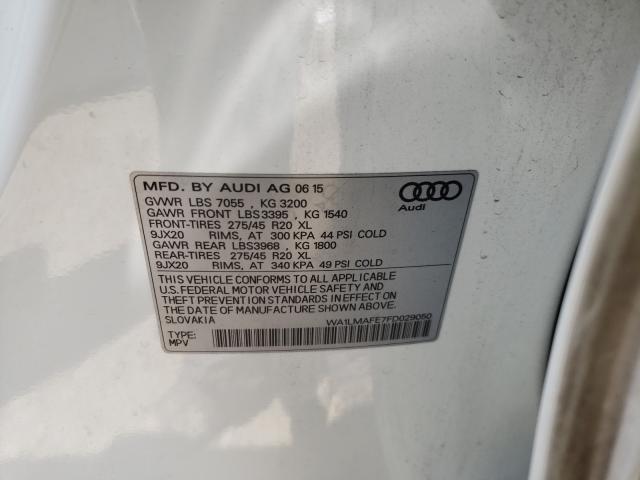 MFD. BY AUDI AG 06 15
GVWR LBS 7055 , KG 3200
GAWR FRONT LBS3395 , KG 1540
FRONT-TIRES 275/45 R20 XL
9JX20 RIMS, AT 300 KPA 44 PSI COLD
GAWR REAR LBS3968 , KG 1800
REAR-TIRES 275/45 R20 XL
9JX20 RIMS, AT 340 KPA 49 PSI COLD
THIS VEHICLE CONFORMS TO ALL APPLICABLE
U.S. FEDERAL MOTOR VEHICLE SAFETY AND
THEFT PREVENTION STANDARDS IN EFFECT ON
THE DATE OF MANUFACTURE SHOWN ABOVE.
SLOVAKIA
WA1LMAFE7FD029050
TYPE:
MPV
Audi